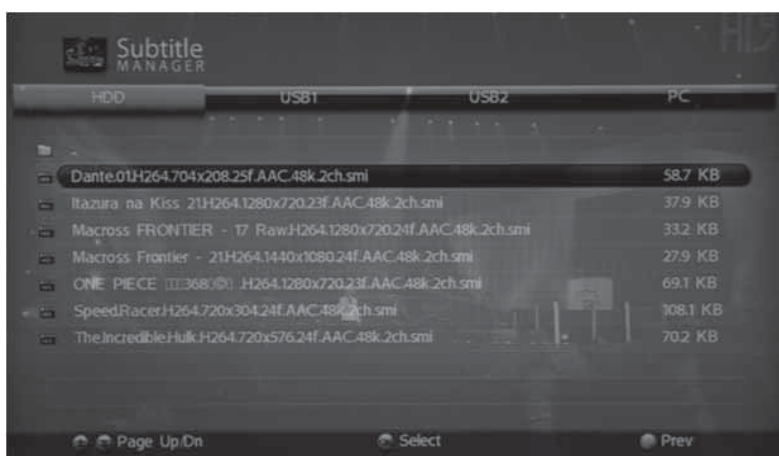 HD
Subtitle
MANAGER
HDD USB1 USB2 PC
..
Dante.01.H264.704x208.25f.AAC.48k.2ch.smi 58.7 KB
Itazura na Kiss 21.H264.1280x720.23f.AAC.48k.2ch.smi 37.9 KB
Macross FRONTIER - 17 Raw.H264.1280x720.24f.AAC.48k.2ch.smi 33.2 KB
Macross Frontier - 21.H264.1440x1080.24f.AAC.48k.2ch.smi 27.9 KB
ONE PIECE □□□368□©□ .H264.1280x720.23f.AAC.48k.2ch.smi 69.1 KB
Speed.Racer.H264.720x304.24f.AAC.48k.2ch.smi 108.1 KB
The.Incredible.Hulk.H264.720x576.24f.AAC.48k.2ch.smi 70.2 KB
Page Up/Dn Select Prev